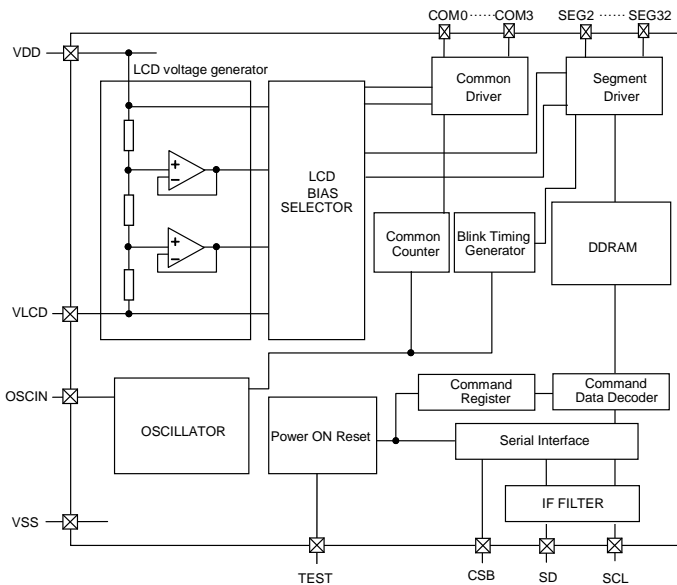 COM0 ······ COM3
SEG2 ······ SEG32
VDD
LCD voltage generator
Common
Driver
Segment
Driver
+
−
LCD
BIAS
SELECTOR
+
−
Common
Counter
Blink Timing
Generator
DDRAM
VLCD
OSCIN
OSCILLATOR
Power ON Reset
Command
Register
Command
Data Decoder
Serial Interface
IF FILTER
VSS
TEST
CSB
SD
SCL